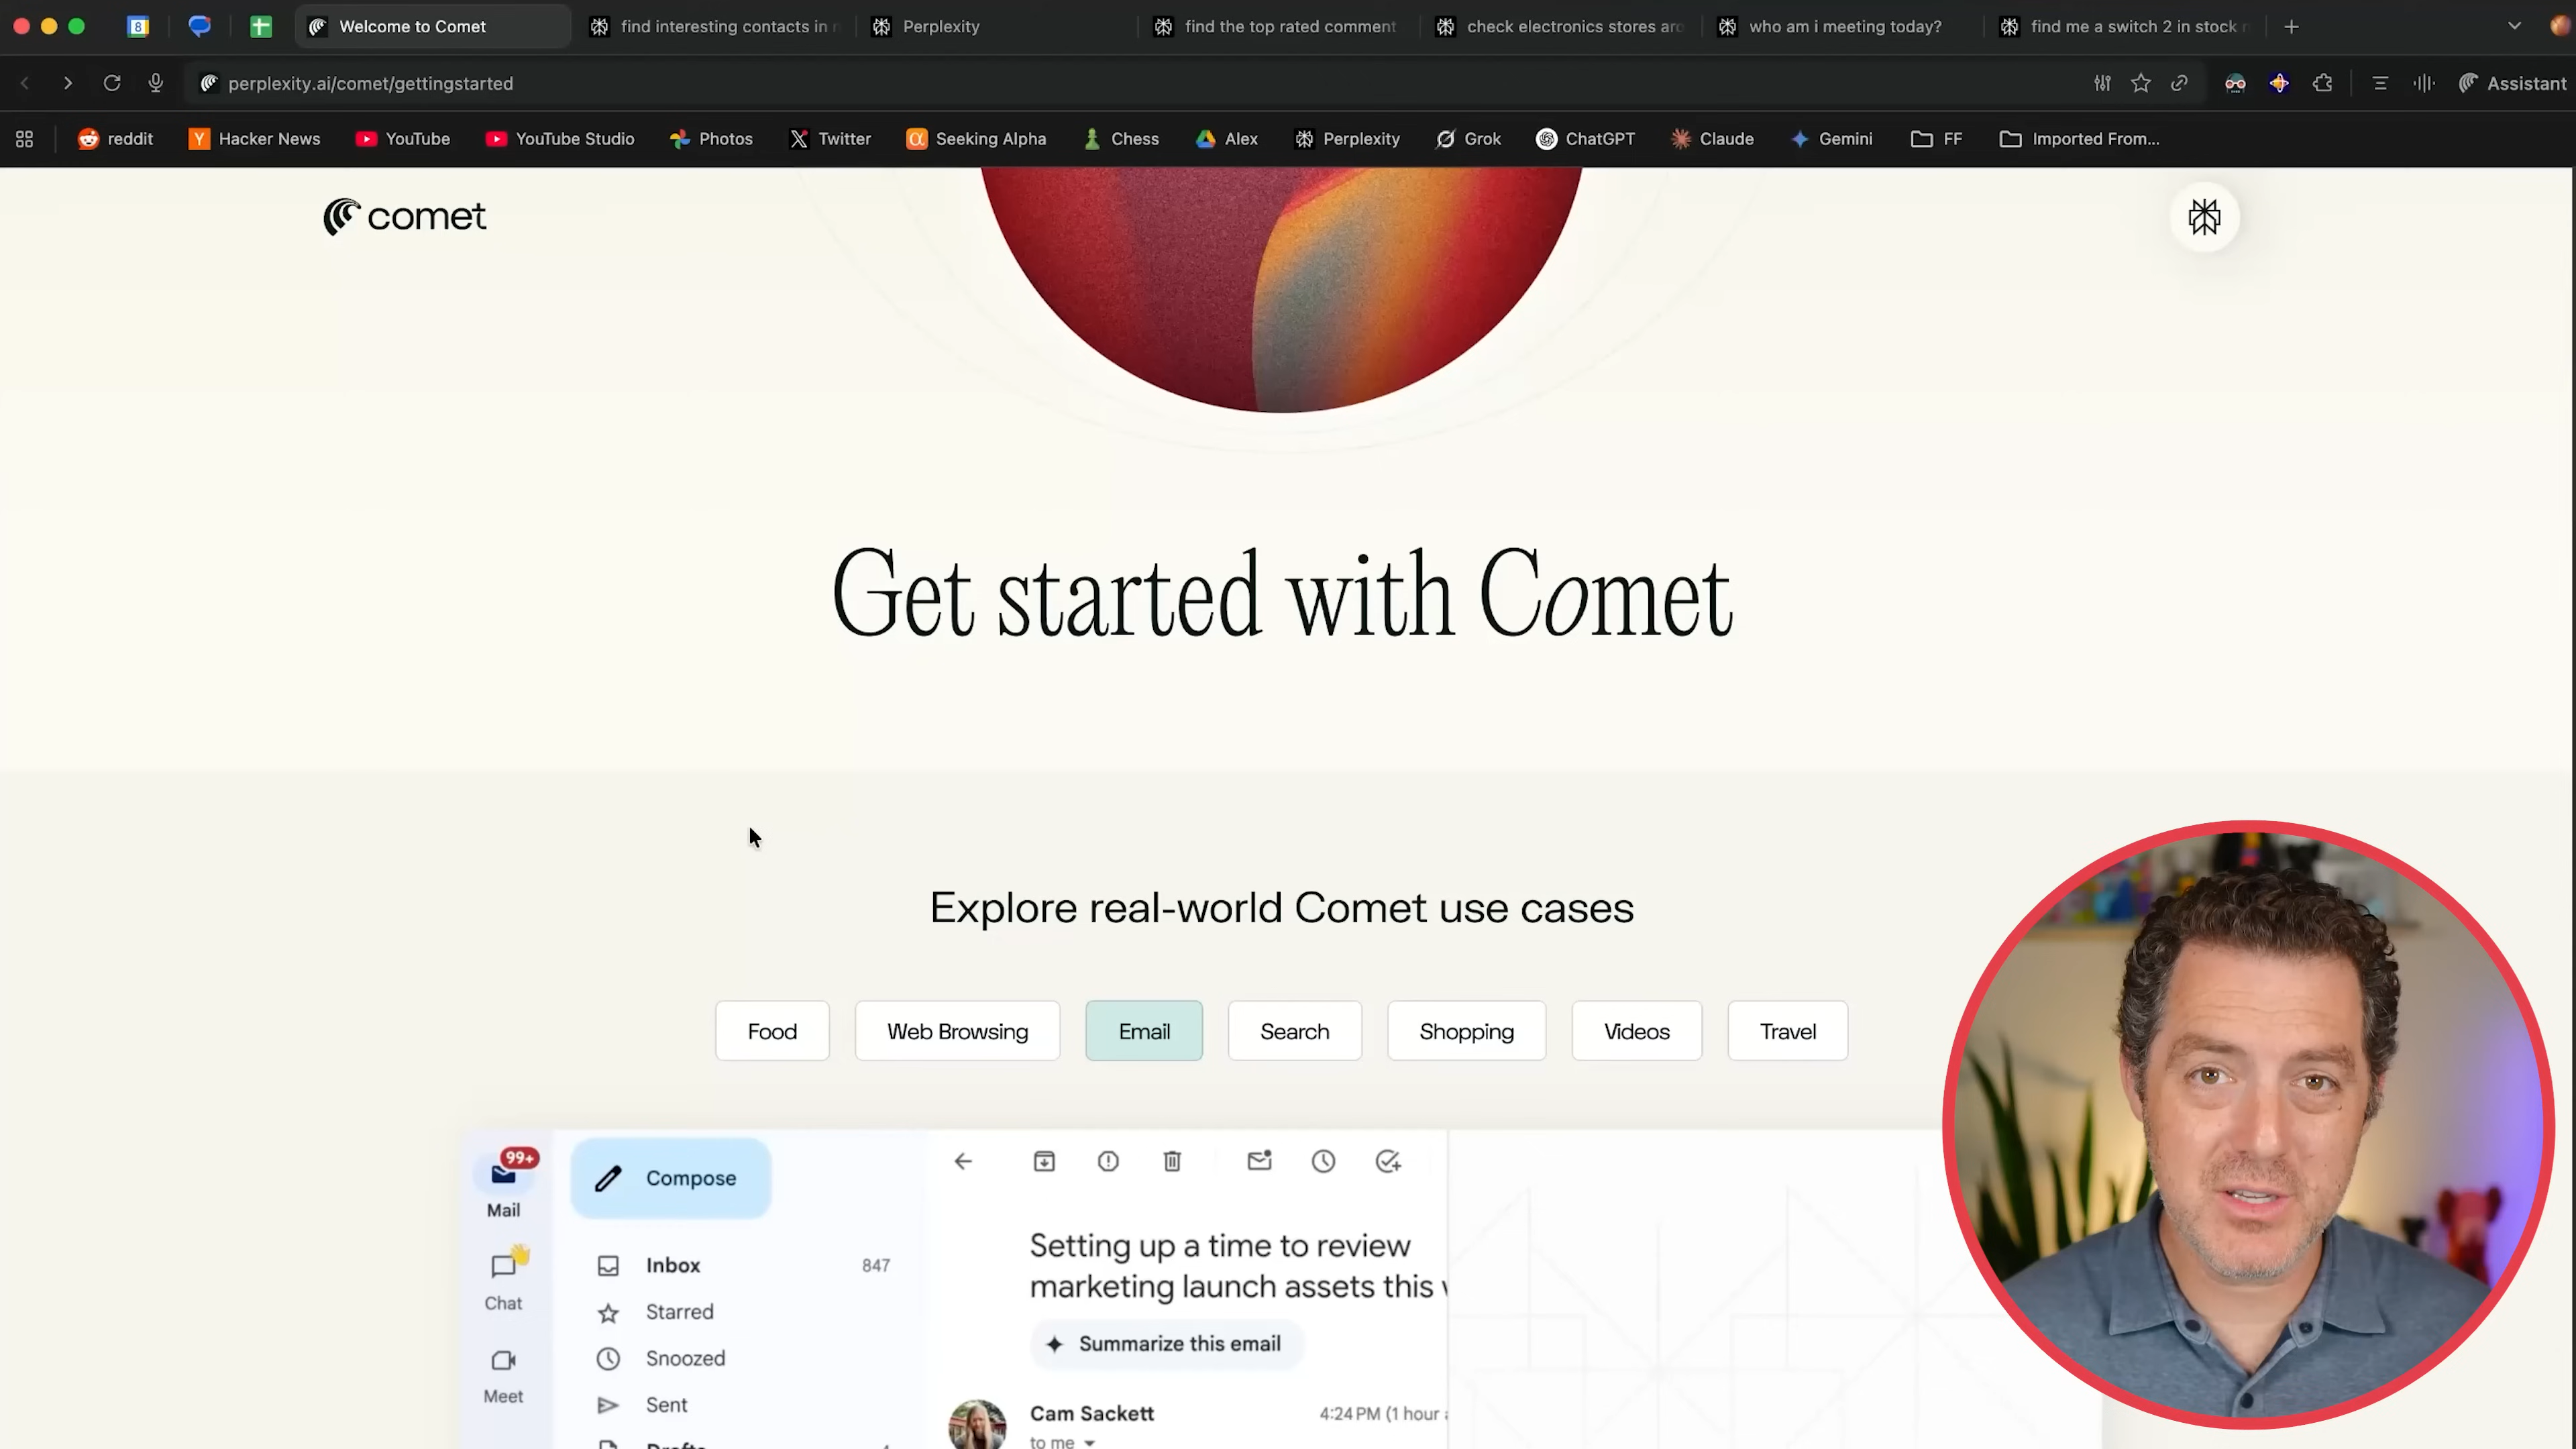 8
Welcome to Comet
find interesting contacts in
Perplexity
find the top rated comment
check electronics stores
who am i meeting today?
find me a switch 2 in stock
perplexity.ai/comet/gettingstarted
Assistant
reddit
Hacker News
YouTube
YouTube Studio
Photos
Twitter
Seeking Alpha
Chess
Alex
Perplexity
Grok
ChatGPT
Claude
Gemini
FF
Imported From...
comet
Get started with Comet
Explore real-world Comet use cases
Food
Web Browsing
Email
Search
Shopping
Videos
Travel
99+
Mail
Chat
Meet
Compose
Inbox 847
Starred
Snoozed
Sent
Setting up a time to review
marketing launch assets this
Summarize this email
Cam Sackett
4:24 PM (1 hour
to me